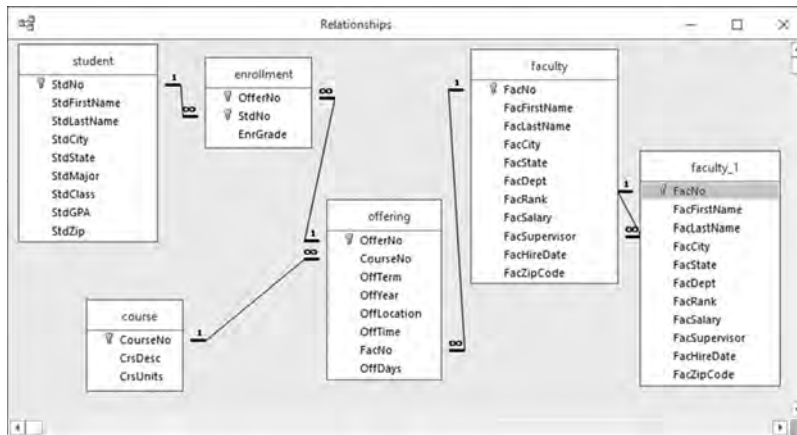 Relationships
student
StdNo
StdFirstName
StdLastName
StdCity
StdState
StdMajor
StdClass
StdGPA
StdZip
1
∞
enrollment
OfferNo
StdNo
EnrGrade
∞
1
∞
course
CourseNo
CrsDesc
CrsUnits
1
offering
OfferNo
CourseNo
OffTerm
OffYear
OffLocation
OffTime
FacNo
OffDays
∞
1
faculty
FacNo
FacFirstName
FacLastName
FacCity
FacState
FacDept
FacRank
FacSalary
FacSupervisor
FacHireDate
FacZipCode
1
∞
faculty_1
FacNo
FacFirstName
FacLastName
FacCity
FacState
FacDept
FacRank
FacSalary
FacSupervisor
FacHireDate
FacZipCode